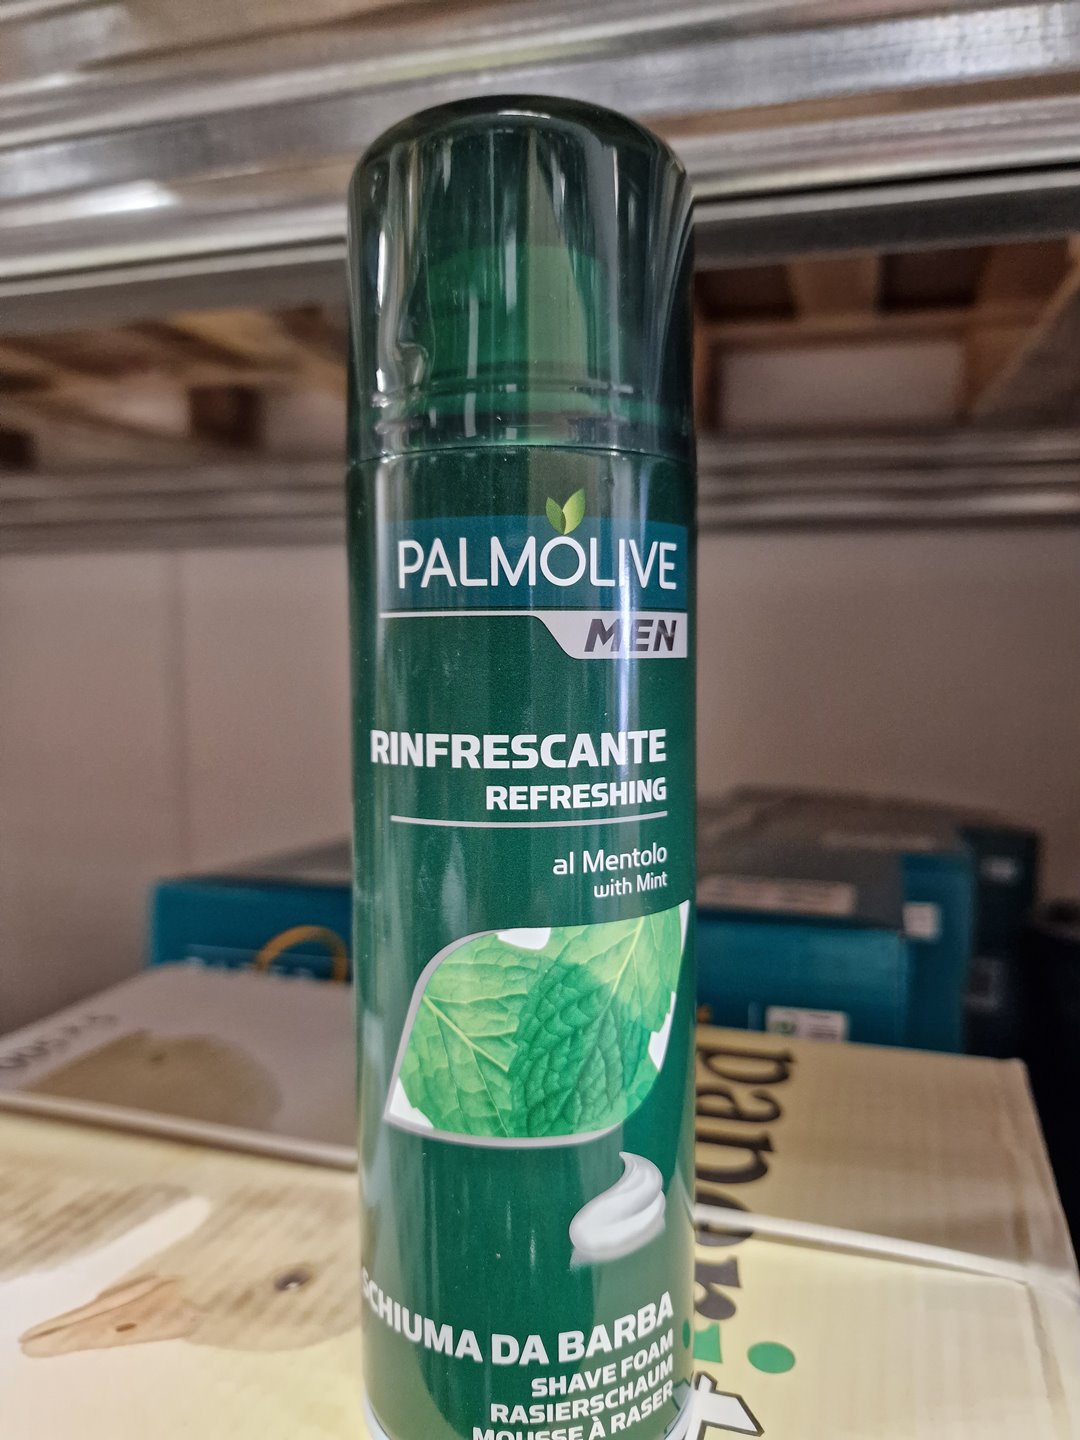 PALMOLIVE
MEN
RINFRESCANTE
REFRESHING
al Mentolo
with Mint
SCHIUMA DA BARBA
SHAVE FOAM
RASIERSCHAUM
MOUSSE À RASER